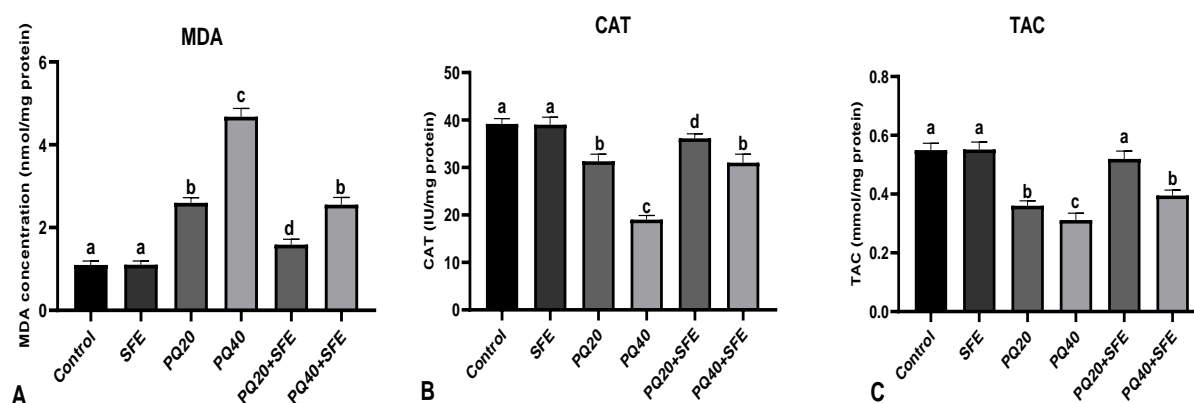 MDA
MDA concentration (nmol/mg protein)
6
4
2
0
a
a
b
c
d
b
Control
SFE
PQ20
PQ40
PQ20+SFE
PQ40+SFE
A
CAT
CAT (IU/mg protein)
50
40
30
20
10
0
a
a
b
c
d
b
Control
SFE
PQ20
PQ40
PQ20+SFE
PQ40+SFE
B
TAC
TAC (mmol/mg protein)
0.8
0.6
0.4
0.2
0.0
a
a
b
c
a
b
Control
SFE
PQ20
PQ40
PQ20+SFE
PQ40+SFE
C